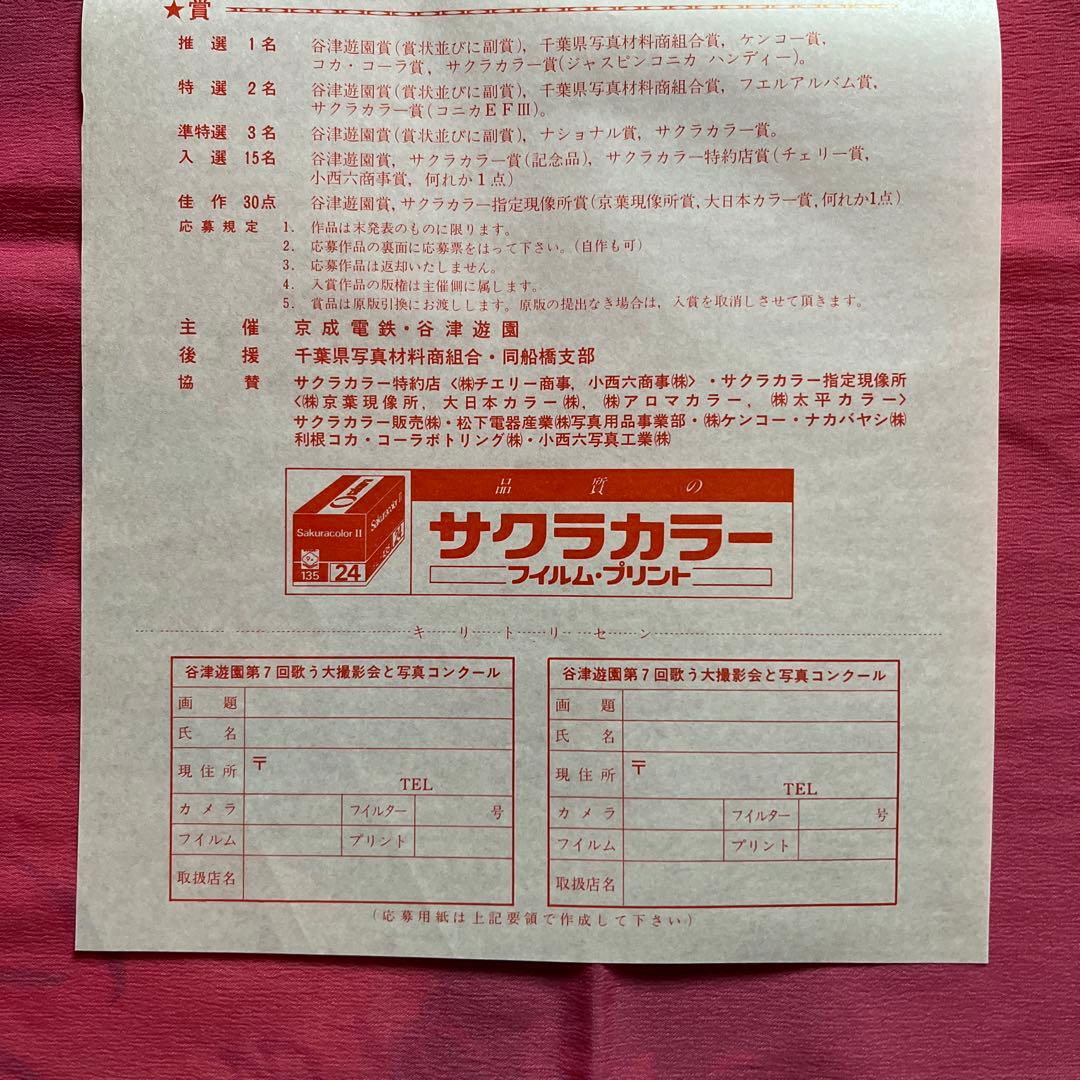 ★賞
推選 1名 谷津遊園賞(賞状並びに副賞), 千葉県写真材料商組合賞, ケンコー賞,
コカ・コーラ賞, サクラカラー賞(ジャスピンコニカ ハンディー)。
特選 2名 谷津遊園賞(賞状並びに副賞), 千葉県写真材料商組合賞, フエルアルバム賞,
サクラカラー賞(コニカEFⅢ)。
準特選 3名 谷津遊園賞(賞状並びに副賞), ナショナル賞, サクラカラー賞。
入選 15名 谷津遊園賞, サクラカラー賞(記念品), サクラカラー特約店賞(チェリー賞,
小西六商事賞, 何れか1点)
佳作 30点 谷津遊園賞, サクラカラー指定現像所賞(京葉現像所賞, 大日本カラー賞, 何れか1点)
応募規定 1. 作品は末発表のものに限ります。
2. 応募作品の裏面に応募票をはって下さい。(自作も可)
3. 応募作品は返却いたしません。
4. 入賞作品の版権は主催側に属します。
5. 賞品は原版引換にお渡しします。原版の提出なき場合は, 入賞を取消しさせて頂きます。
主催 京成電鉄・谷津遊園
後援 千葉県写真材料商組合・同船橋支部
協賛 サクラカラー特約店〈㈱チエリー商事, 小西六商事㈱〉・サクラカラー指定現像所
〈㈱京葉現像所, 大日本カラー㈱, ㈱アロマカラー, ㈱太平カラー〉
サクラカラー販売㈱・松下電器産業㈱写真用品事業部・㈱ケンコー・ナカバヤシ㈱
利根コカ・コーラボトリング㈱・小西六写真工業㈱
品質の
サクラカラー
フイルム・プリント
Sakuracolor II
Sakuracolor II
135 24
24
キリトリセン
谷津遊園第7回歌う大撮影会と写真コンクール
画題
氏名
現住所 〒
TEL
カメラ フイルター 号
フイルム プリント
取扱店名
谷津遊園第7回歌う大撮影会と写真コンクール
画題
氏名
現住所 〒
TEL
カメラ フイルター 号
フイルム プリント
取扱店名
(応募用紙は上記要領で作成して下さい)